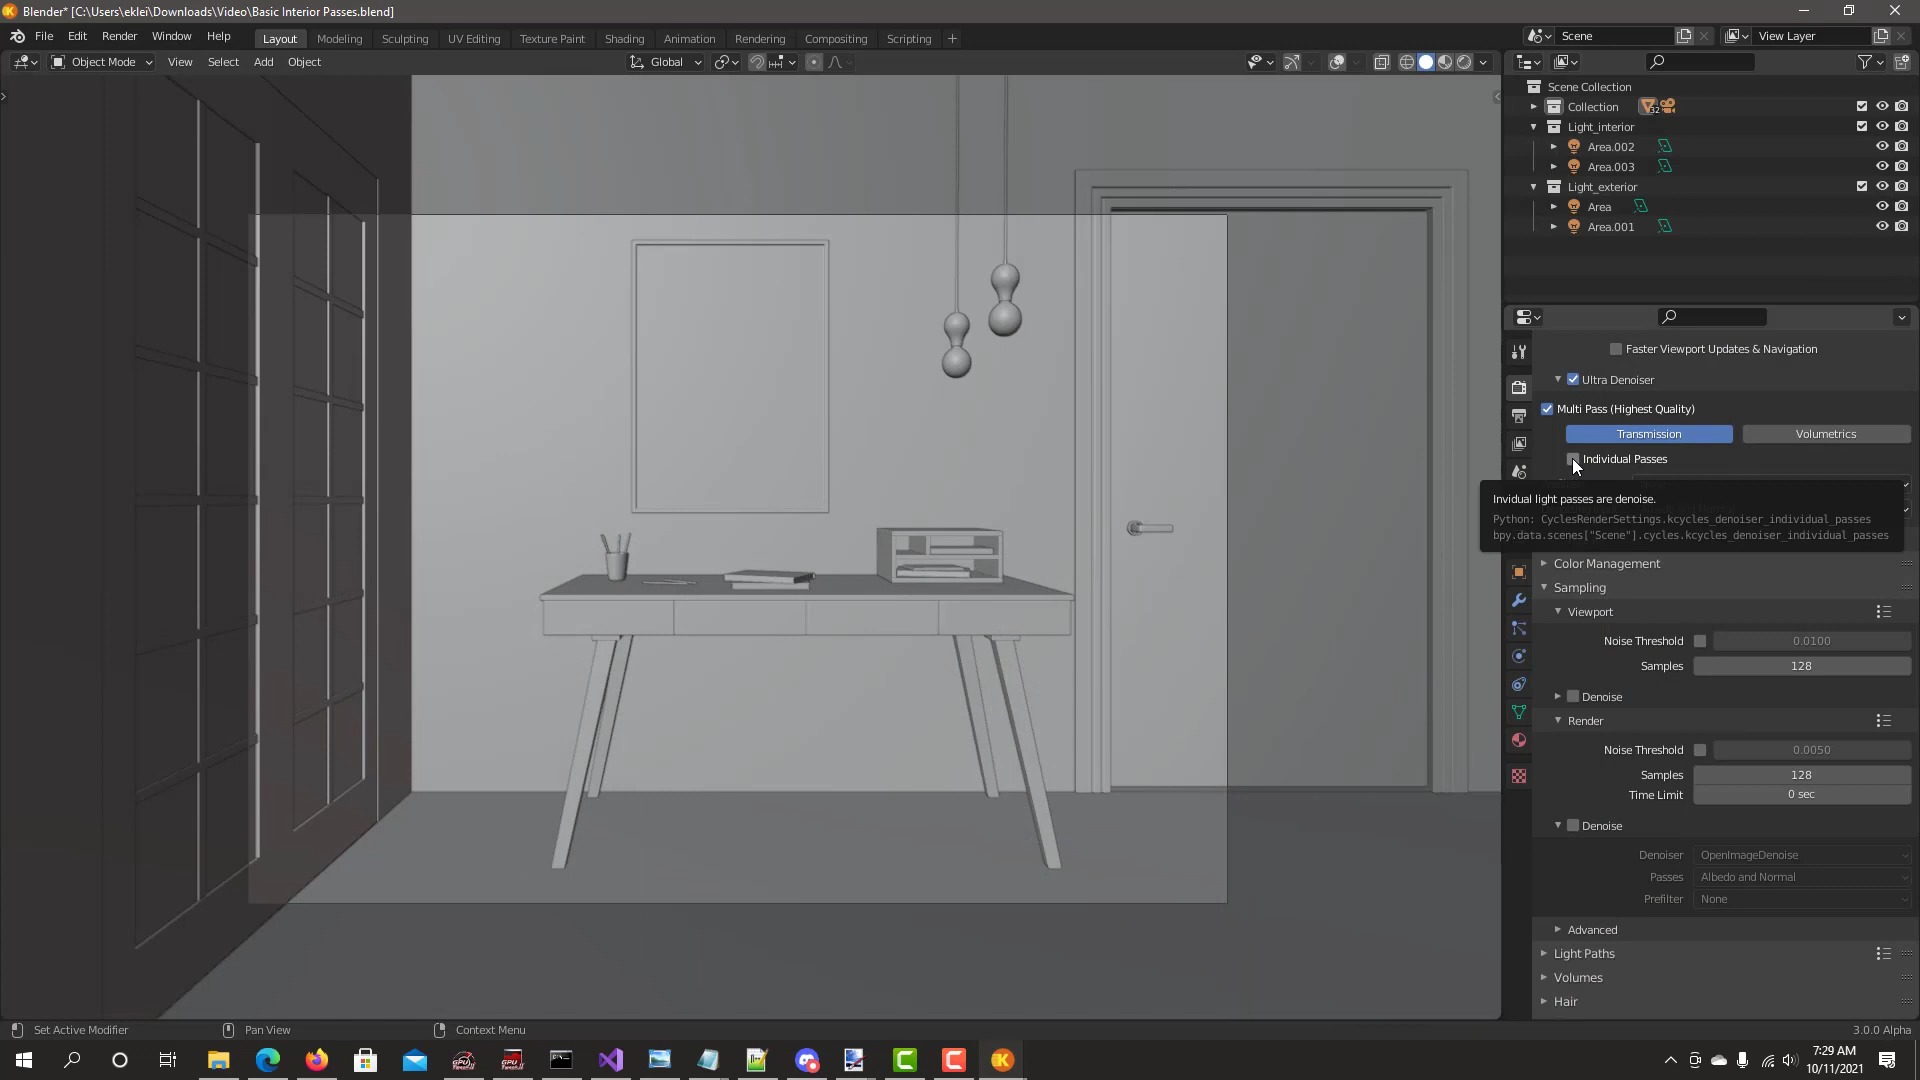 Blender* [C:\Users\eklei\Downloads\Video\Basic Interior Passes.blend]
File Edit Render Window Help
Layout Modeling Sculpting UV Editing Texture Paint Shading Animation Rendering Compositing Scripting +
Scene
View Layer
Object Mode View Select Add Object
Global
Scene Collection
Collection 32
Light_interior
Area.002
Area.003
Light_exterior
Area
Area.001
Faster Viewport Updates & Navigation
Ultra Denoiser
Multi Pass (Highest Quality)
Transmission Volumetrics
Individual Passes
Invidual light passes are denoise.
Python: CyclesRenderSettings.kcycles_denoiser_individual_passes
bpy.data.scenes["Scene"].cycles.kcycles_denoiser_individual_passes
Color Management
Sampling
Viewport
Noise Threshold 0.0100
Samples 128
Denoise
Render
Noise Threshold 0.0050
Samples 128
Time Limit 0 sec
Denoise
Denoiser OpenImageDenoise
Passes Albedo and Normal
Prefilter None
Advanced
Light Paths
Volumes
Hair
Set Active Modifier Pan View Context Menu 3.0.0 Alpha
7:29 AM
10/11/2021